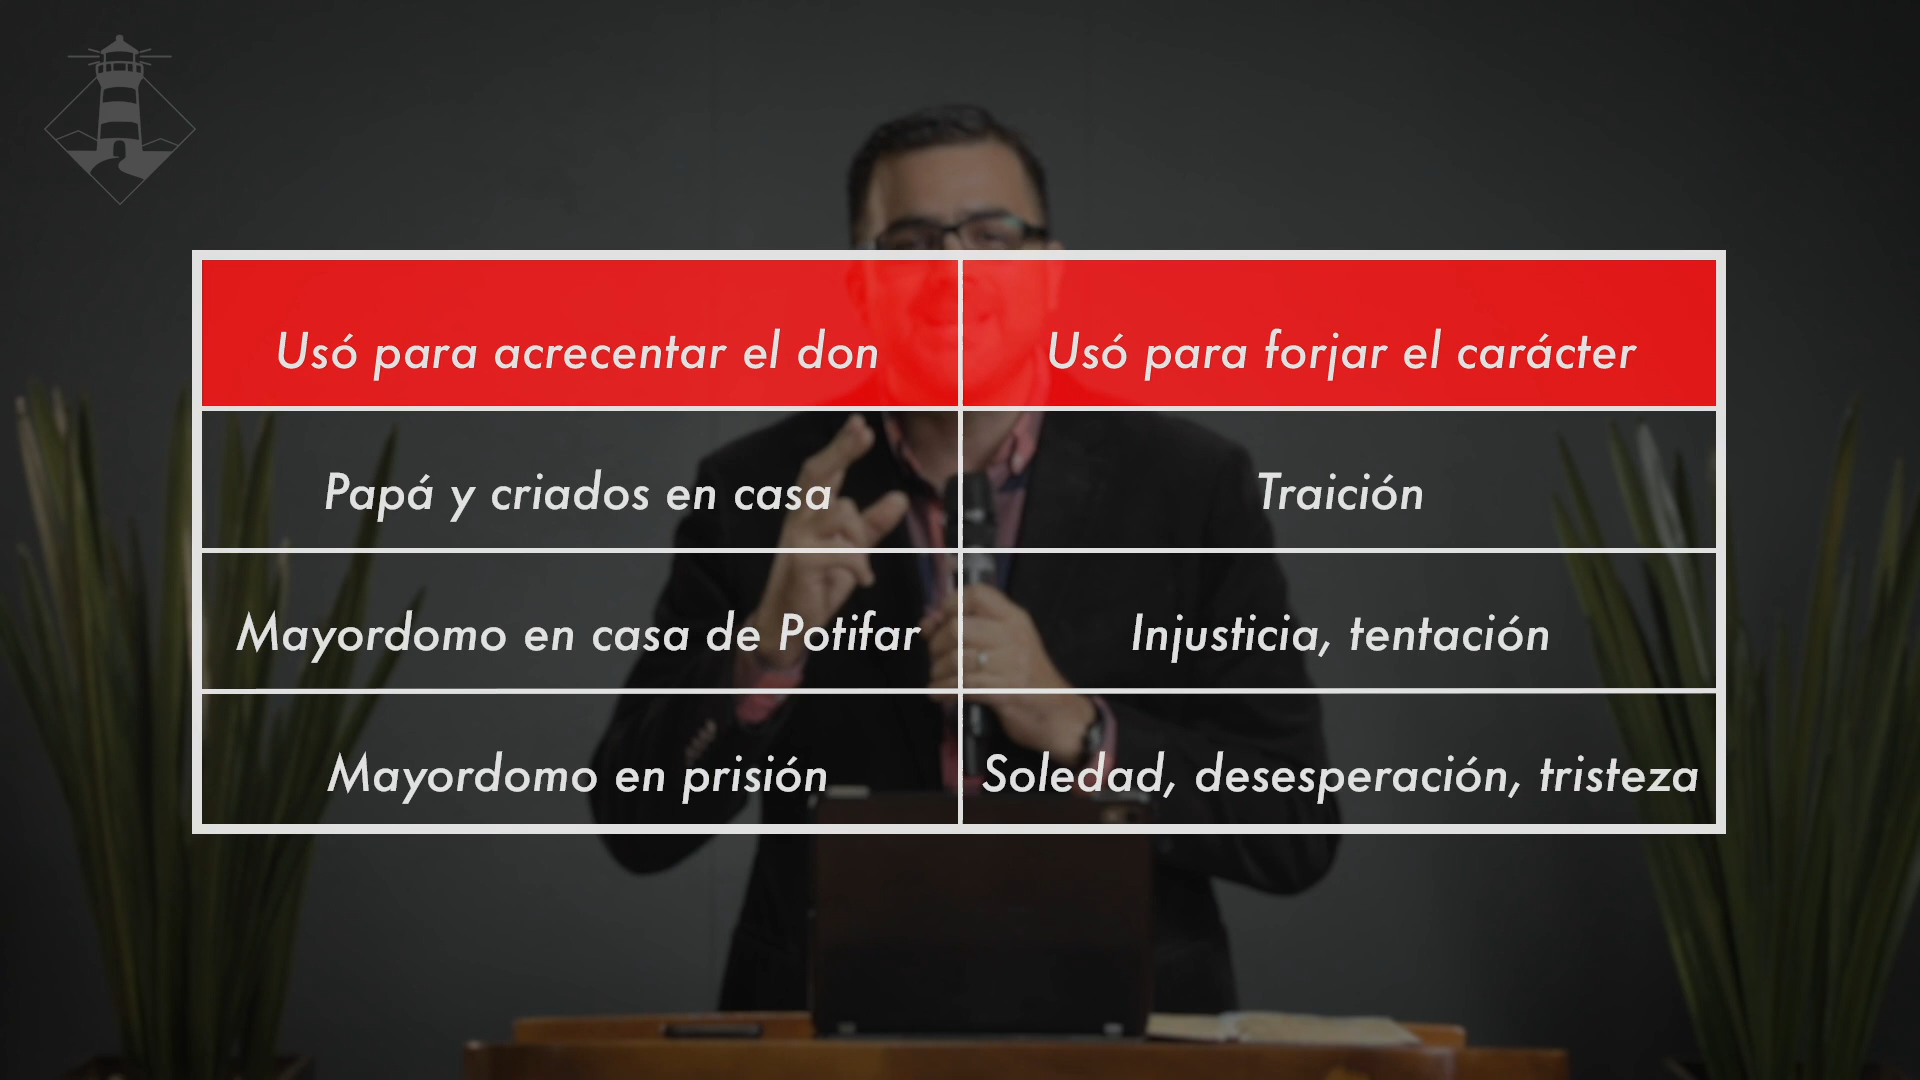 Usó para acrecentar el don
Usó para forjar el carácter
Papá y criados en casa
Traición
Mayordomo en casa de Potifar
Injusticia, tentación
Mayordomo en prisión
Soledad, desesperación, tristeza